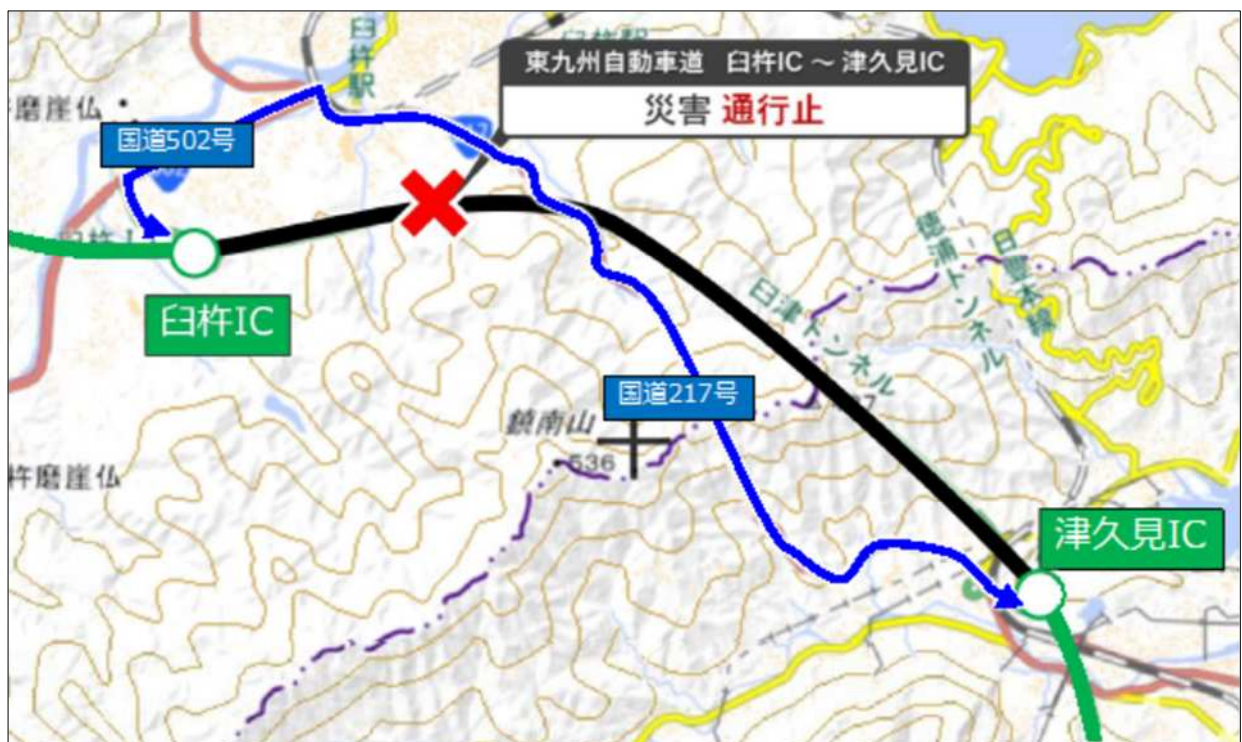 臼杵駅
東九州自動車道 臼杵IC ～ 津久見IC
災害 通行止
磨崖仏
国道502号
臼杵IC
徳浦トンネル
日豊本線
臼津トンネル
国道217号
鎮南山
536
杵磨崖仏
津久見IC